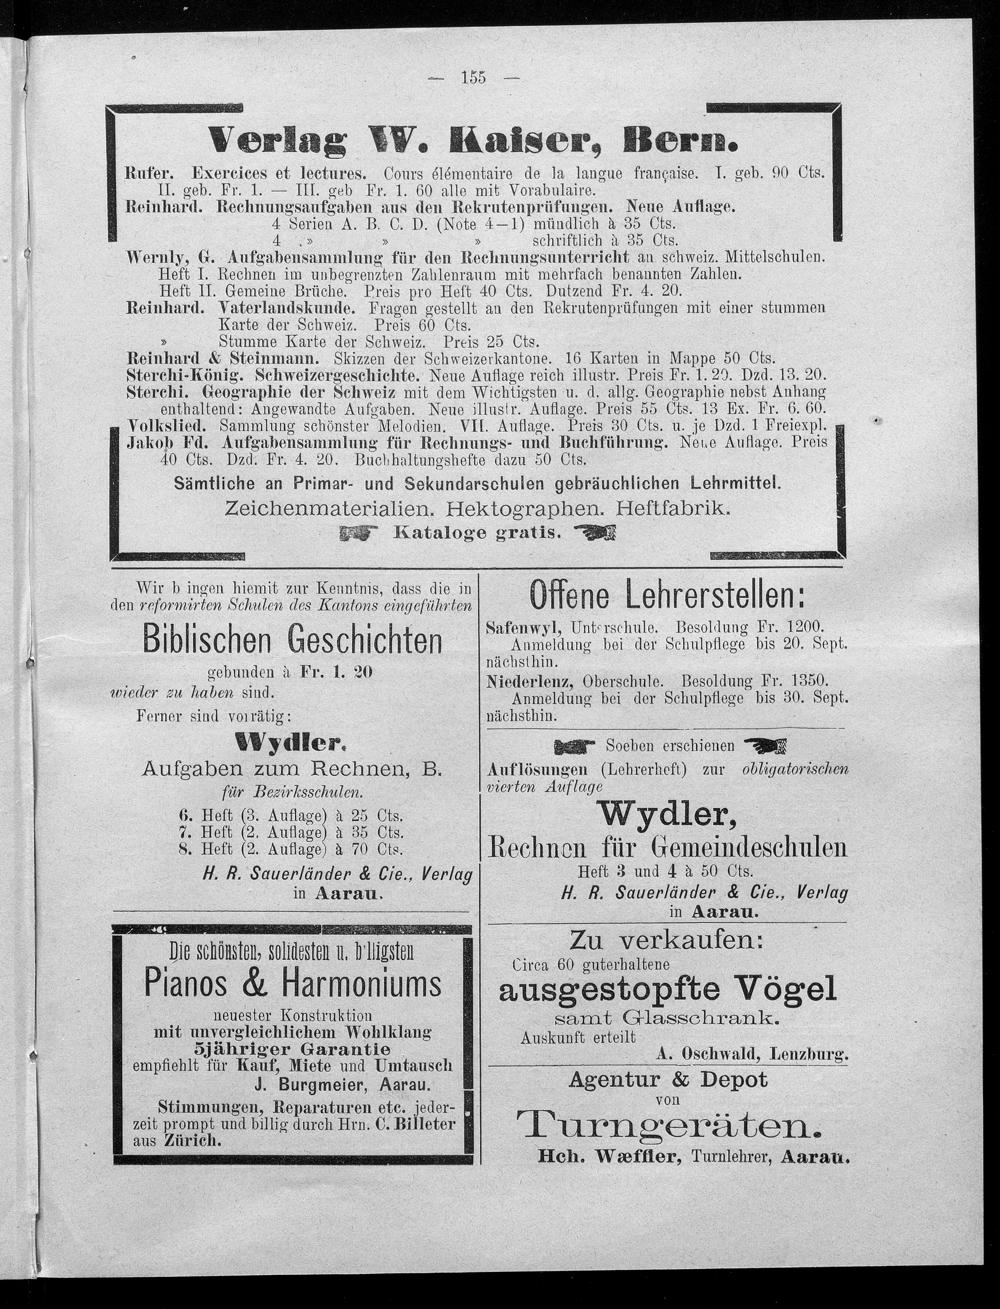 — 155 —
Verlag W. Kaiser, Bern.
Rufer. Exercices et lectures. Cours élémentaire de la langue française. I. geb. 90 Cts.
II. geb. Fr. 1. — III. geb Fr. 1. 60 alle mit Vorabulaire.
Reinhard. Rechnungsaufgaben aus den Rekrutenprüfungen. Neue Auflage.
4 Serien A. B. C. D. (Note 4—1) mündlich à 35 Cts.
4 » » » schriftlich à 35 Cts.
Wernly, G. Aufgabensammlung für den Rechnungsunterricht an schweiz. Mittelschulen.
Heft I. Rechnen im unbegrenzten Zahlenraum mit mehrfach benannten Zahlen.
Heft II. Gemeine Brüche. Preis pro Heft 40 Cts. Dutzend Fr. 4. 20.
Reinhard. Vaterlandskunde. Fragen gestellt an den Rekrutenprüfungen mit einer stummen
Karte der Schweiz. Preis 60 Cts.
» Stumme Karte der Schweiz. Preis 25 Cts.
Reinhard & Steinmann. Skizzen der Schweizerkantone. 16 Karten in Mappe 50 Cts.
Sterchi-König. Schweizergeschichte. Neue Auflage reich illustr. Preis Fr. 1. 20. Dzd. 13. 20.
Sterchi. Geographie der Schweiz mit dem Wichtigsten u. d. allg. Geographie nebst Anhang
enthaltend: Angewandte Aufgaben. Neue illustr. Auflage. Preis 55 Cts. 13 Ex. Fr. 6. 60.
Volkslied. Sammlung schönster Melodien. VII. Auflage. Preis 30 Cts. u. je Dzd. 1 Freiexpl.
Jakob Fd. Aufgabensammlung für Rechnungs- und Buchführung. Neue Auflage. Preis
40 Cts. Dzd. Fr. 4. 20. Buchhaltungshefte dazu 50 Cts.
Sämtliche an Primar- und Sekundarschulen gebräuchlichen Lehrmittel.
Zeichenmaterialien. Hektographen. Heftfabrik.
Kataloge gratis.
Wir b ingen hiemit zur Kenntnis, dass die in
den reformirten Schulen des Kantons eingeführten
Biblischen Geschichten
gebunden à Fr. 1. 20
wieder zu haben sind.
Ferner sind vorrätig:
Wydler.
Aufgaben zum Rechnen, B.
für Bezirksschulen.
6. Heft (3. Auflage) à 25 Cts.
7. Heft (2. Auflage) à 35 Cts.
8. Heft (2. Auflage) à 70 Cts.
H. R. Sauerländer & Cie., Verlag
in Aarau.
Die schönsten, solidesten u. b'lligsten
Pianos & Harmoniums
neuester Konstruktion
mit unvergleichlichem Wohlklang
5jähriger Garantie
empfiehlt für Kauf, Miete und Umtausch
J. Burgmeier, Aarau.
Stimmungen, Reparaturen etc. jeder-
zeit prompt und billig durch Hrn. C. Billeter
aus Zürich.
Offene Lehrerstellen:
Safenwyl, Unterschule. Besoldung Fr. 1200.
Anmeldung bei der Schulpflege bis 20. Sept.
nächsthin.
Niederlenz, Oberschule. Besoldung Fr. 1350.
Anmeldung bei der Schulpflege bis 30. Sept.
nächsthin.
Soeben erschienen
Auflösungen (Lehrerheft) zur obligatorischen
vierten Auflage
Wydler,
Rechnen für Gemeindeschulen
Heft 3 und 4 à 50 Cts.
H. R. Sauerländer & Cie., Verlag
in Aarau.
Zu verkaufen:
Circa 60 guterhaltene
ausgestopfte Vögel
samt Glasschrank.
Auskunft erteilt
A. Oschwald, Lenzburg.
Agentur & Depot
von
Turngeräten.
Hch. Wæffler, Turnlehrer, Aarau.